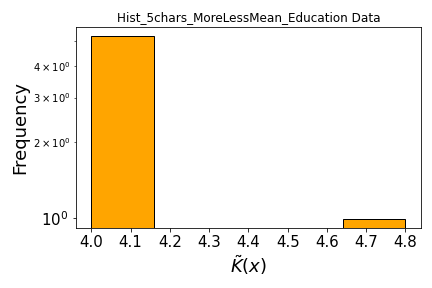 Hist_5chars_MoreLessMean_Education Data
Frequency
4 × 10⁰
3 × 10⁰
2 × 10⁰
10⁰
4.0 4.1 4.2 4.3 4.4 4.5 4.6 4.7 4.8
K̃(x)